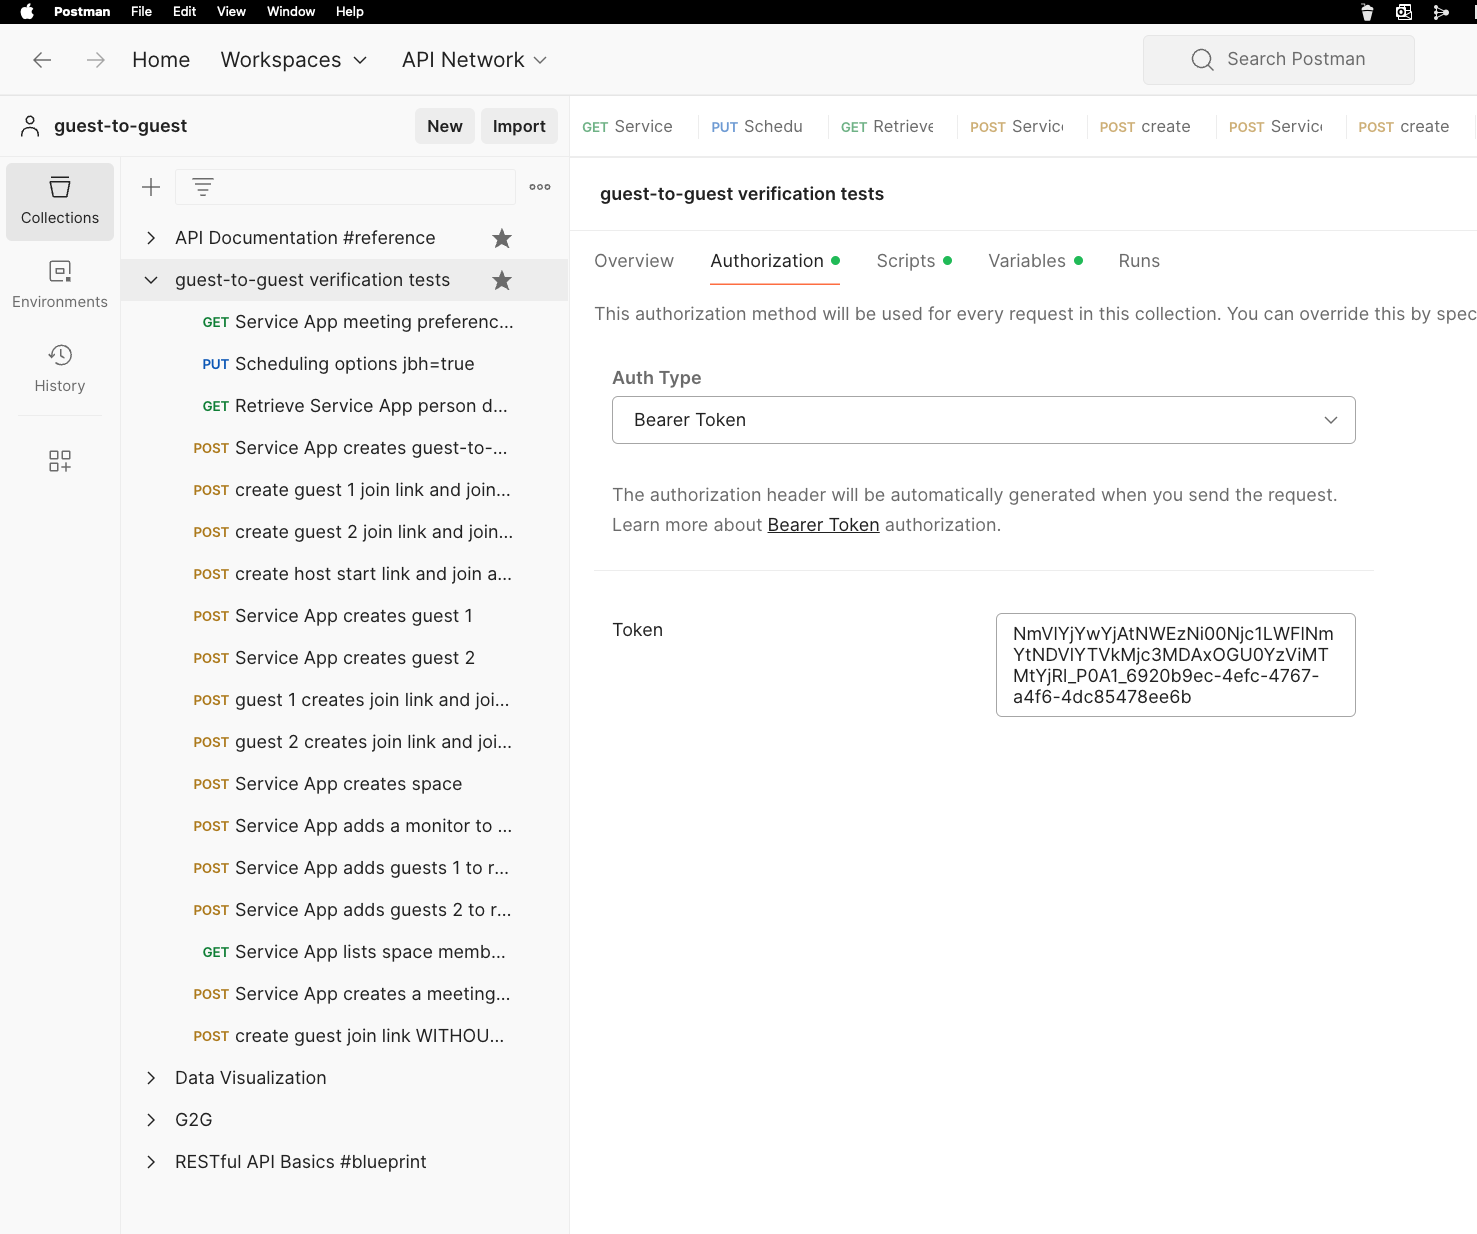 Postman File Edit View Window Help
Home Workspaces API Network Search Postman
guest-to-guest New Import
GET Service PUT Schedu GET Retrieve POST Servic POST create POST Servic POST create
Collections
Environments
History
API Documentation #reference
guest-to-guest verification tests
GET Service App meeting preferenc...
PUT Scheduling options jbh=true
GET Retrieve Service App person d...
POST Service App creates guest-to-...
POST create guest 1 join link and join...
POST create guest 2 join link and join...
POST create host start link and join a...
POST Service App creates guest 1
POST Service App creates guest 2
POST guest 1 creates join link and joi...
POST guest 2 creates join link and joi...
POST Service App creates space
POST Service App adds a monitor to ...
POST Service App adds guests 1 to r...
POST Service App adds guests 2 to r...
GET Service App lists space memb...
POST Service App creates a meeting...
POST create guest join link WITHOU...
Data Visualization
G2G
RESTful API Basics #blueprint
guest-to-guest verification tests
Overview Authorization Scripts Variables Runs
This authorization method will be used for every request in this collection. You can override this by spec
Auth Type
Bearer Token
The authorization header will be automatically generated when you send the request.
Learn more about Bearer Token authorization.
Token
NmVlYjYwYjAtNWEzNi00Njc1LWFlNm
YtNDVlYTVkMjc3MDAxOGU0YzViMT
MtYjRl_P0A1_6920b9ec-4efc-4767-
a4f6-4dc85478ee6b